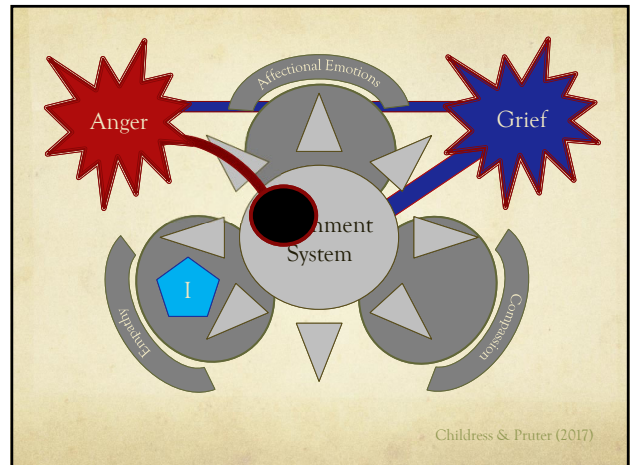 Affectional Emotions
Anger
Grief
nment
System
I
Empathy
Compassion
Childress & Pruter (2017)